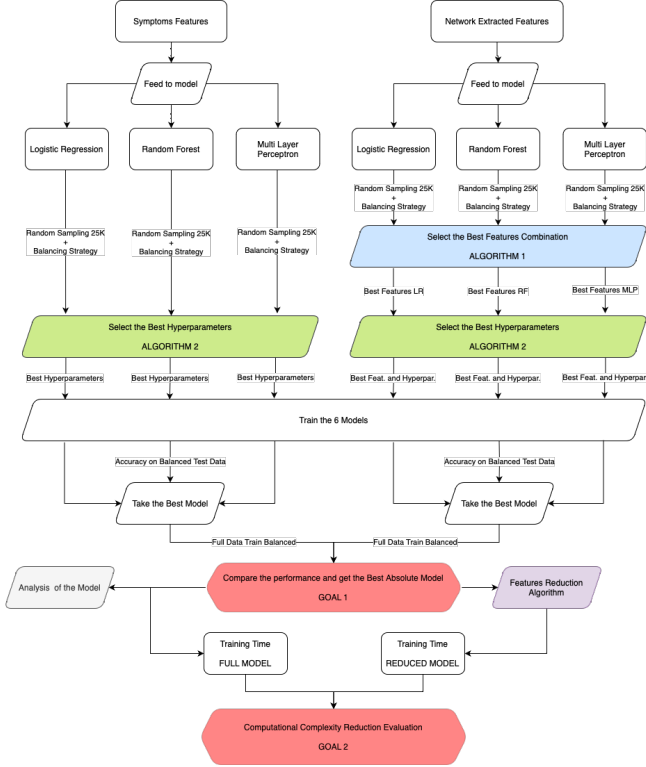 Symptoms Features
Network Extracted Features
Feed to model
Feed to model
Logistic Regression
Random Forest
Multi Layer
Perceptron
Logistic Regression
Random Forest
Multi Layer
Perceptron
Random Sampling 25K
+
Balancing Strategy
Random Sampling 25K
+
Balancing Strategy
Random Sampling 25K
+
Balancing Strategy
Random Sampling 25K
+
Balancing Strategy
Random Sampling 25K
+
Balancing Strategy
Random Sampling 25K
+
Balancing Strategy
Select the Best Features Combination
ALGORITHM 1
Best Features LR
Best Features RF
Best Features MLP
Select the Best Hyperparameters
ALGORITHM 2
Select the Best Hyperparameters
ALGORITHM 2
Best Hyperparameters
Best Hyperparameters
Best Hyperparameters
Best Feat. and Hyperpar.
Best Feat. and Hyperpar.
Best Feat. and Hyperpar
Train the 6 Models
Accuracy on Balanced Test Data
Accuracy on Balanced Test Data
Take the Best Model
Take the Best Model
Full Data Train Balanced
Full Data Train Balanced
Analysis of the Model
Compare the performance and get the Best Absolute Model
GOAL 1
Features Reduction
Algorithm
Training Time
FULL MODEL
Training Time
REDUCED MODEL
Computational Complexity Reduction Evaluation
GOAL 2